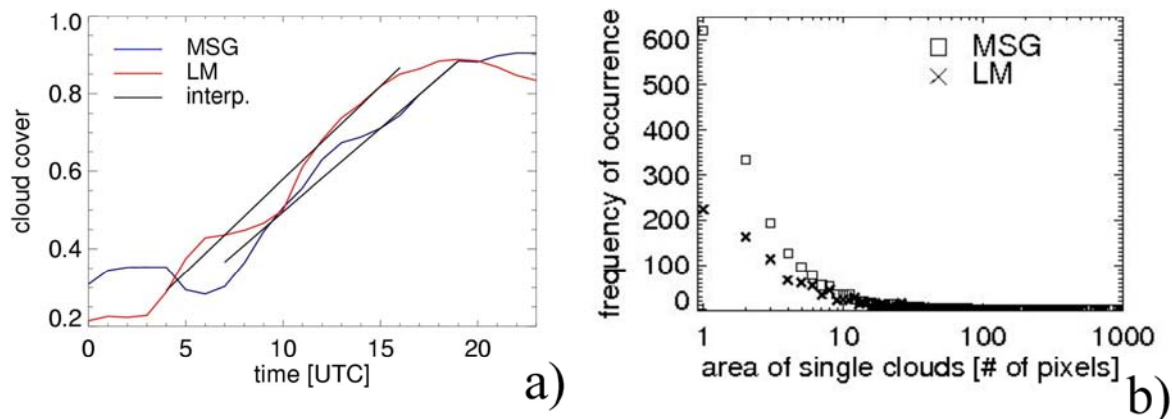 1.0
0.8
0.6
0.4
0.2
cloud cover
MSG
LM
interp.
0 5 10 15 20
time [UTC]
a)
600
500
400
300
200
100
0
frequency of occurrence
MSG
LM
1 10 100 1000
area of single clouds [# of pixels]
b)